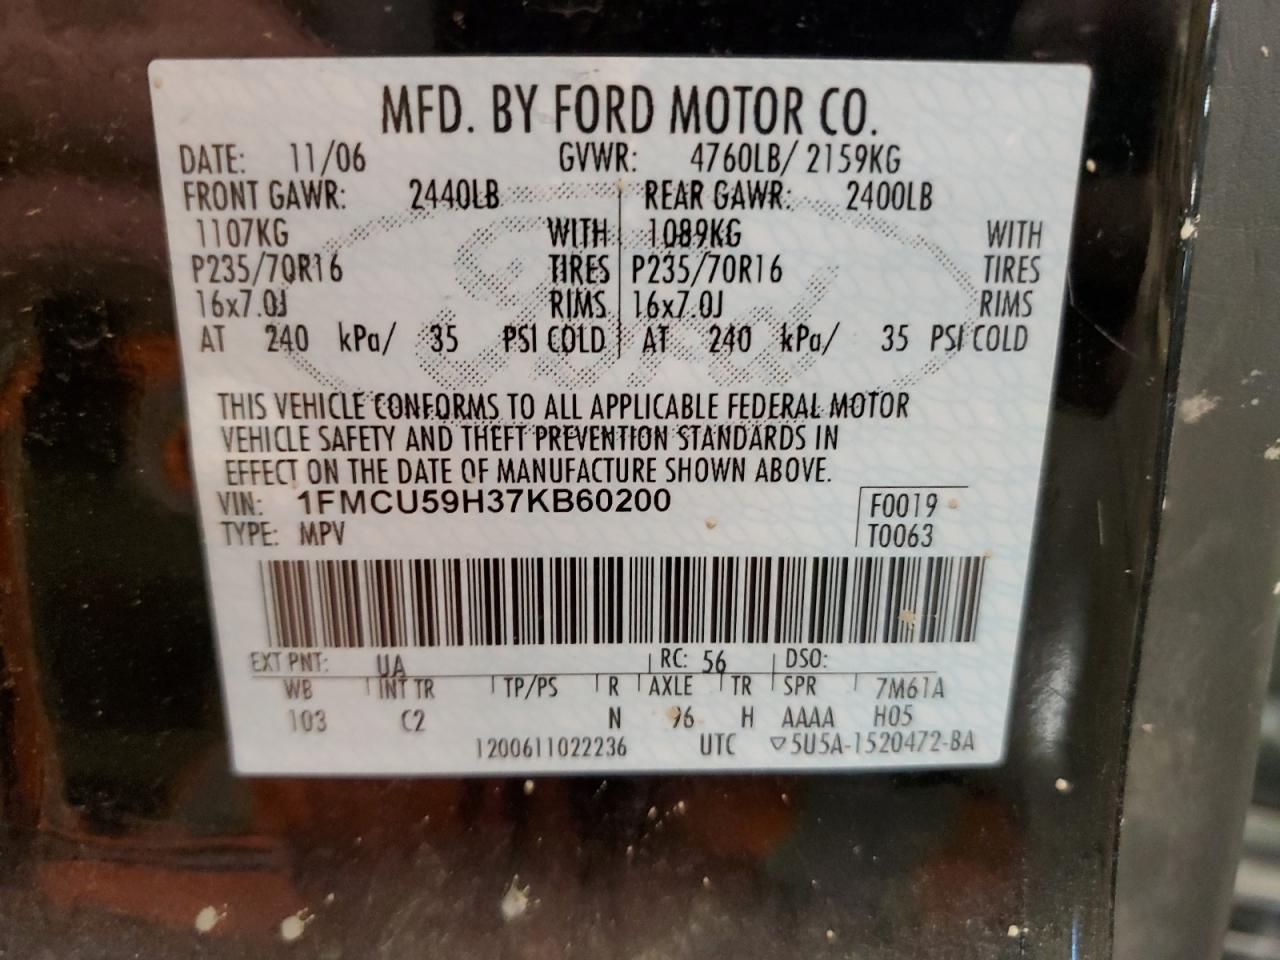 MFD. BY FORD MOTOR CO.
DATE: 11/06 GVWR: 4760LB/ 2159KG
FRONT GAWR: 2440LB REAR GAWR: 2400LB
1107KG WITH 1089KG WITH
P235/70R16 TIRES P235/70R16 TIRES
16x7.0J RIMS 16x7.0J RIMS
AT 240 kPa/ 35 PSI COLD AT 240 kPa/ 35 PSI COLD
THIS VEHICLE CONFORMS TO ALL APPLICABLE FEDERAL MOTOR
VEHICLE SAFETY AND THEFT PREVENTION STANDARDS IN
EFFECT ON THE DATE OF MANUFACTURE SHOWN ABOVE.
VIN: 1FMCU59H37KB60200 F0019
TYPE: MPV T0063
EXT PNT: UA RC: 56 DSO:
WB INT TR TP/PS R AXLE TR SPR 7M61A
103 C2 N 96 H AAAA H05
1200611022236 UTC ▽5U5A-1520472-BA